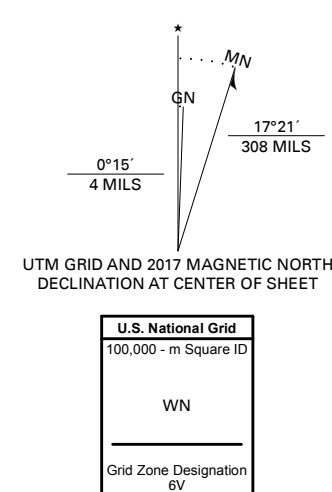 ★
MN
GN
17°21´
308 MILS
0°15´
4 MILS
UTM GRID AND 2017 MAGNETIC NORTH
DECLINATION AT CENTER OF SHEET
U.S. National Grid
100,000 - m Square ID
WN
Grid Zone Designation
6V